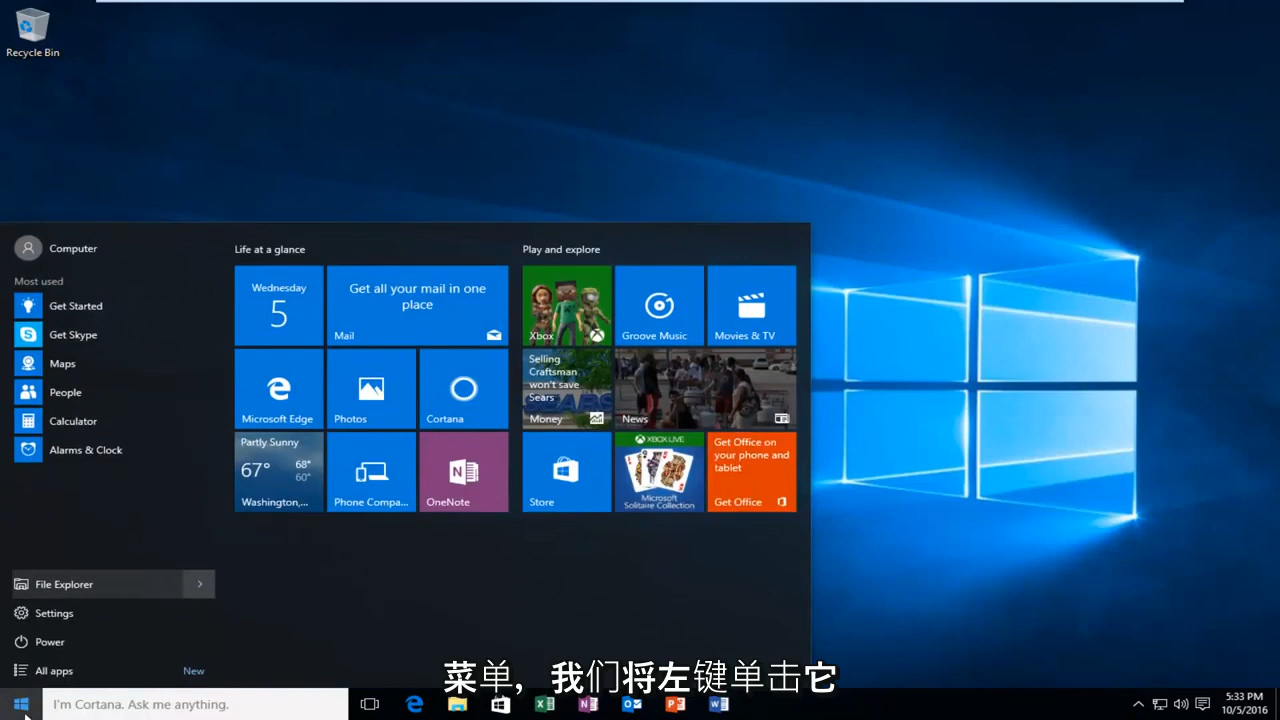 Recycle Bin
Computer
Most used
Get Started
Get Skype
Maps
People
Calculator
Alarms & Clock
File Explorer
Settings
Power
All apps
New
Life at a glance
Wednesday
5
Get all your mail in one
place
Mail
Microsoft Edge
Photos
Cortana
Partly Sunny
67°
68°
60°
Washington,...
Phone Compa...
OneNote
Play and explore
Xbox
Groove Music
Movies & TV
Selling
Craftsman
won't save
Sears
Money
News
Store
XBOX LIVE
Microsoft
Solitaire Collection
Get Office on
your phone and
tablet
Get Office
菜单，我们将左键单击它
I'm Cortana. Ask me anything.
5:33 PM
10/5/2016